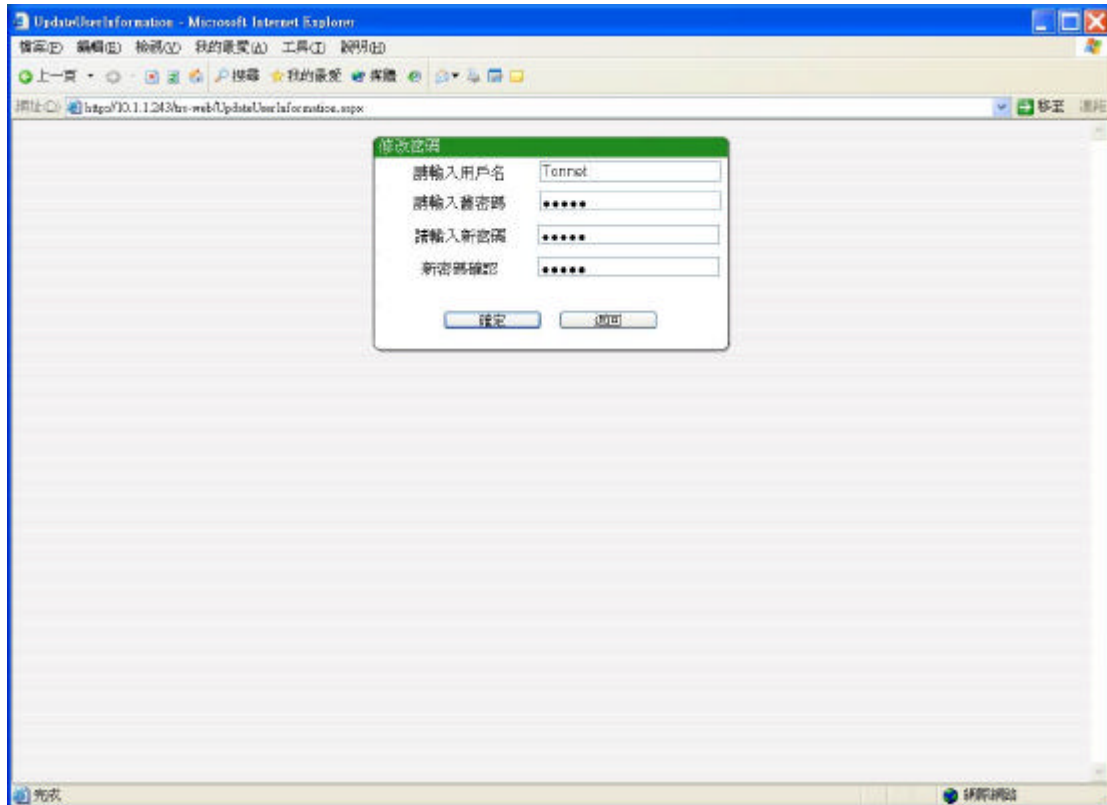 UpdateUserInformation - Microsoft Internet Explorer
檔案(F) 編輯(E) 檢視(V) 我的最愛(A) 工具(T) 說明(H)
上一頁 搜尋 我的最愛 媒體
網址(D) http://10.1.1.243/trs-web/UpdateUserInformation.aspx 移至 連結
修改密碼
請輸入用戶名 Tonnet
請輸入舊密碼 •••••
請輸入新密碼 •••••
新密碼確認 •••••
確定 返回
完成 網際網路